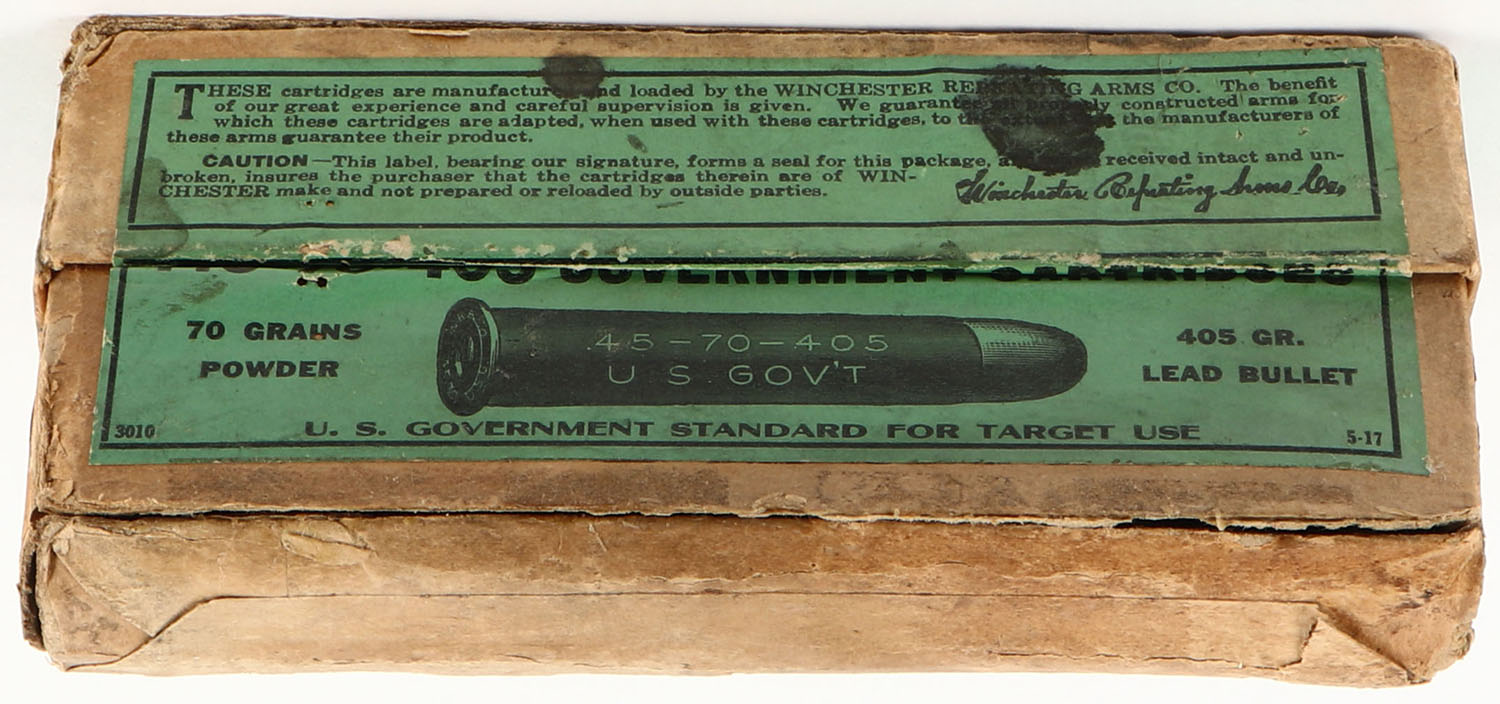 THESE cartridges are manufactured and loaded by the WINCHESTER REPEATING ARMS CO. The benefit
of our great experience and careful supervision is given. We guarantee all properly constructed arms for
which these cartridges are adapted, when used with these cartridges, to the extent the manufacturers of
these arms guarantee their product.
CAUTION—This label, bearing our signature, forms a seal for this package, received intact and un-
broken, insures the purchaser that the cartridges therein are of WIN-
CHESTER make and not prepared or reloaded by outside parties.
Winchester Repeating Arms Co.,
405 GOVERNMENT CARTRIDGES
70 GRAINS
POWDER
.45-70-405
U S. GOV'T
405 GR.
LEAD BULLET
3010
U. S. GOVERNMENT STANDARD FOR TARGET USE
5-17